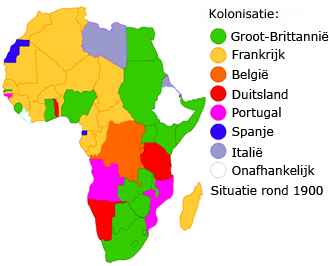 Kolonisatie:
Groot-Brittannië
Frankrijk
België
Duitsland
Portugal
Spanje
Italië
Onafhankelijk
Situatie rond 1900